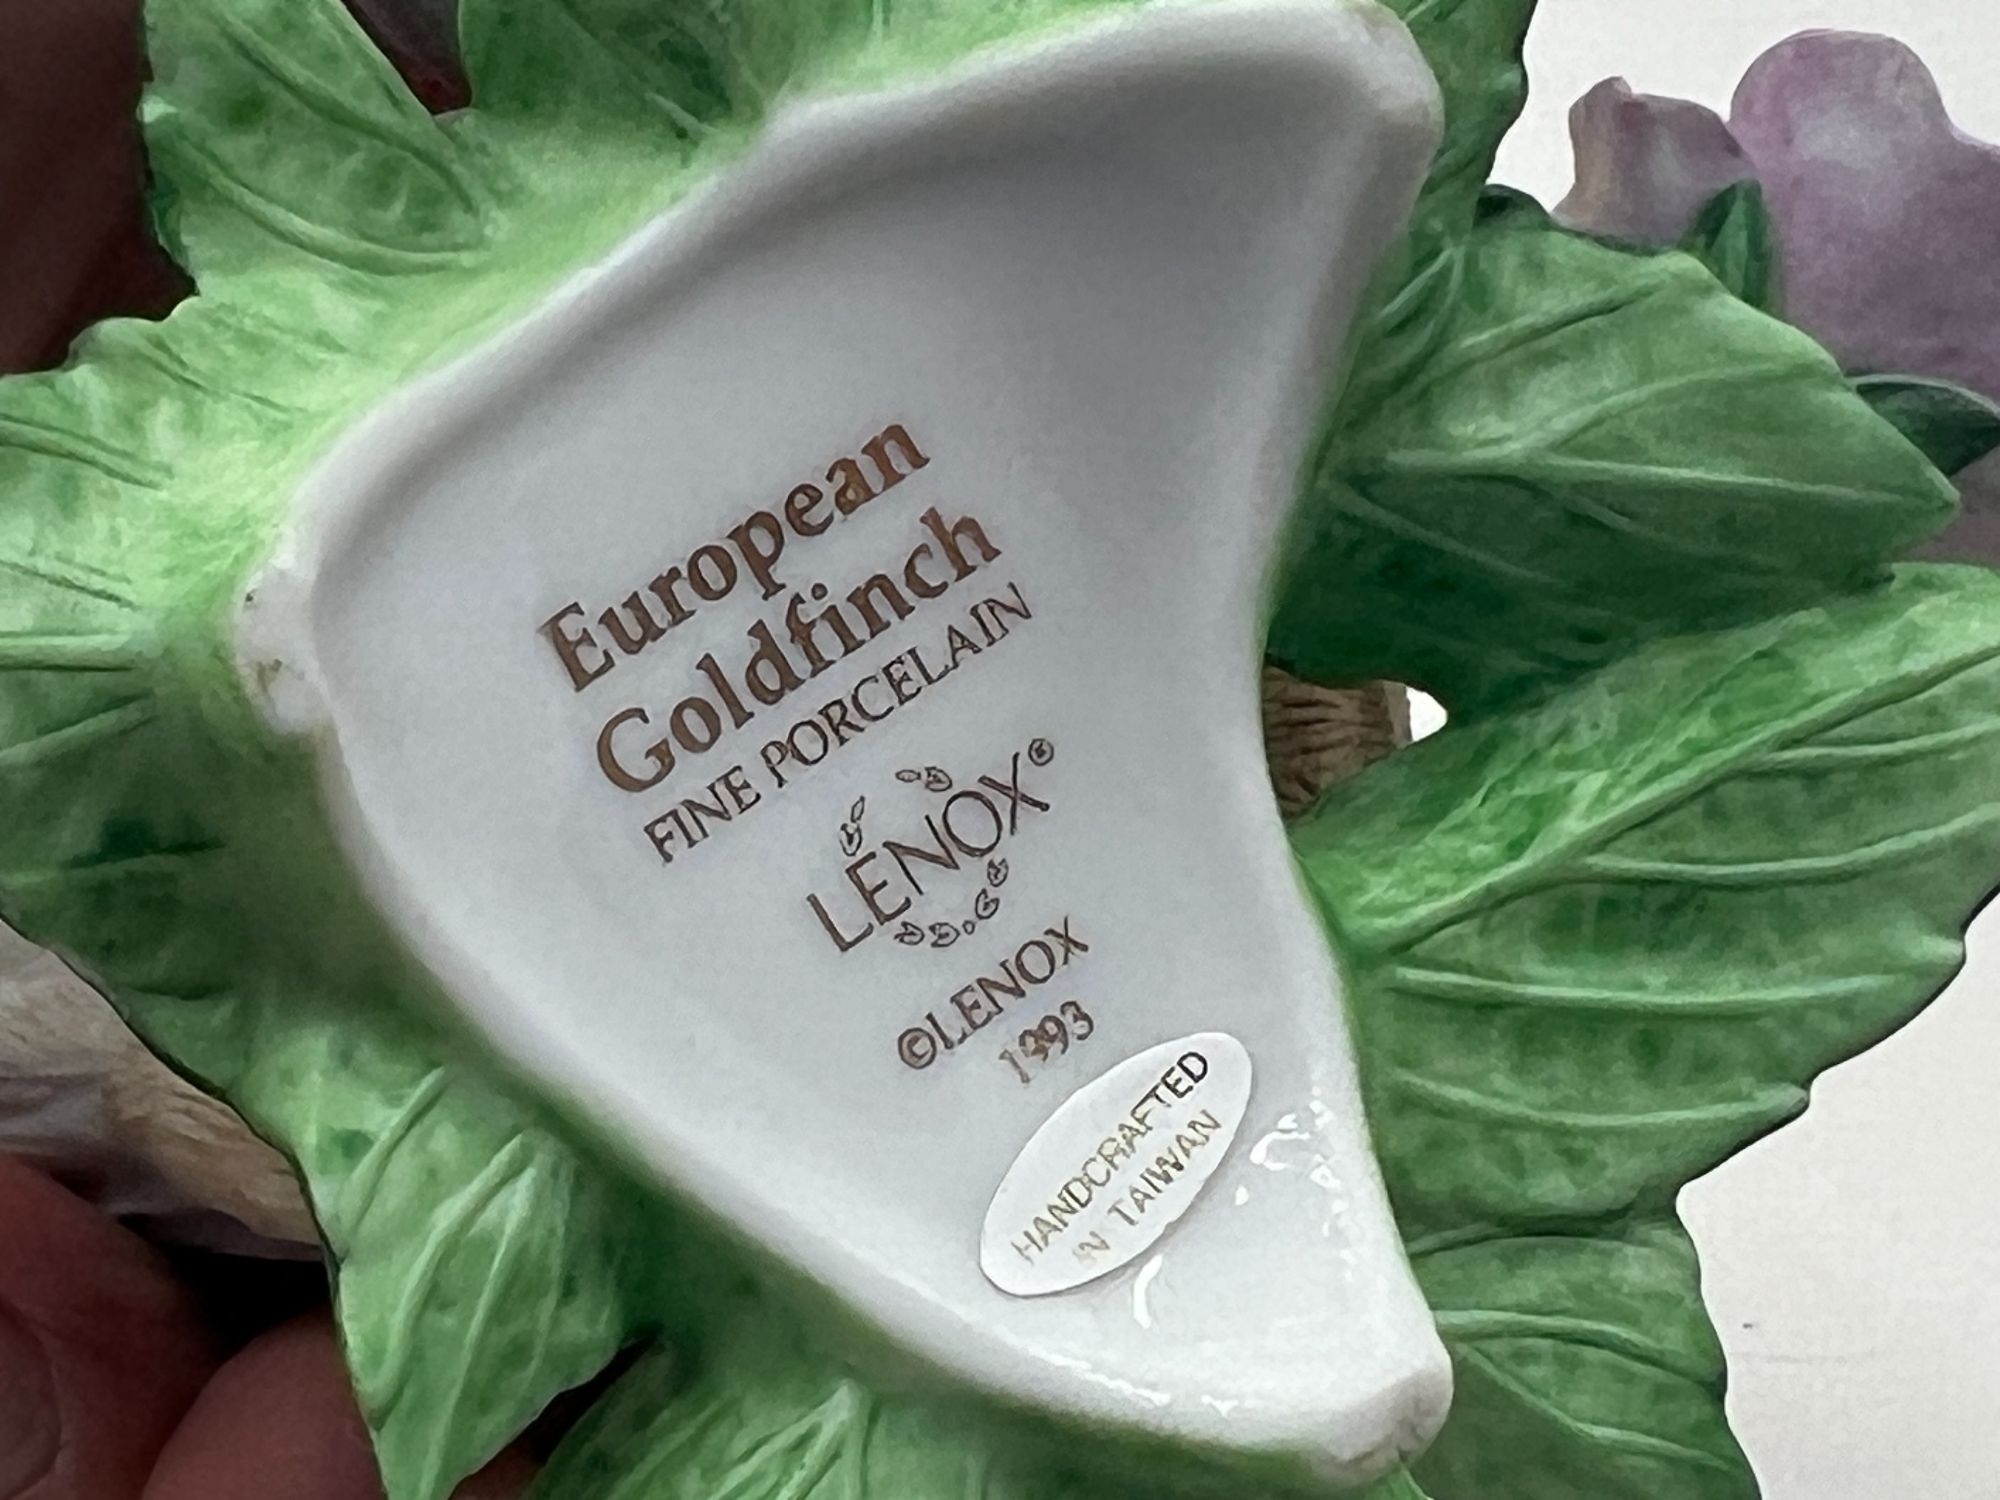 European
Goldfinch
FINE PORCELAIN
LENOX®
©LENOX
1993
HANDCRAFTED
IN TAIWAN